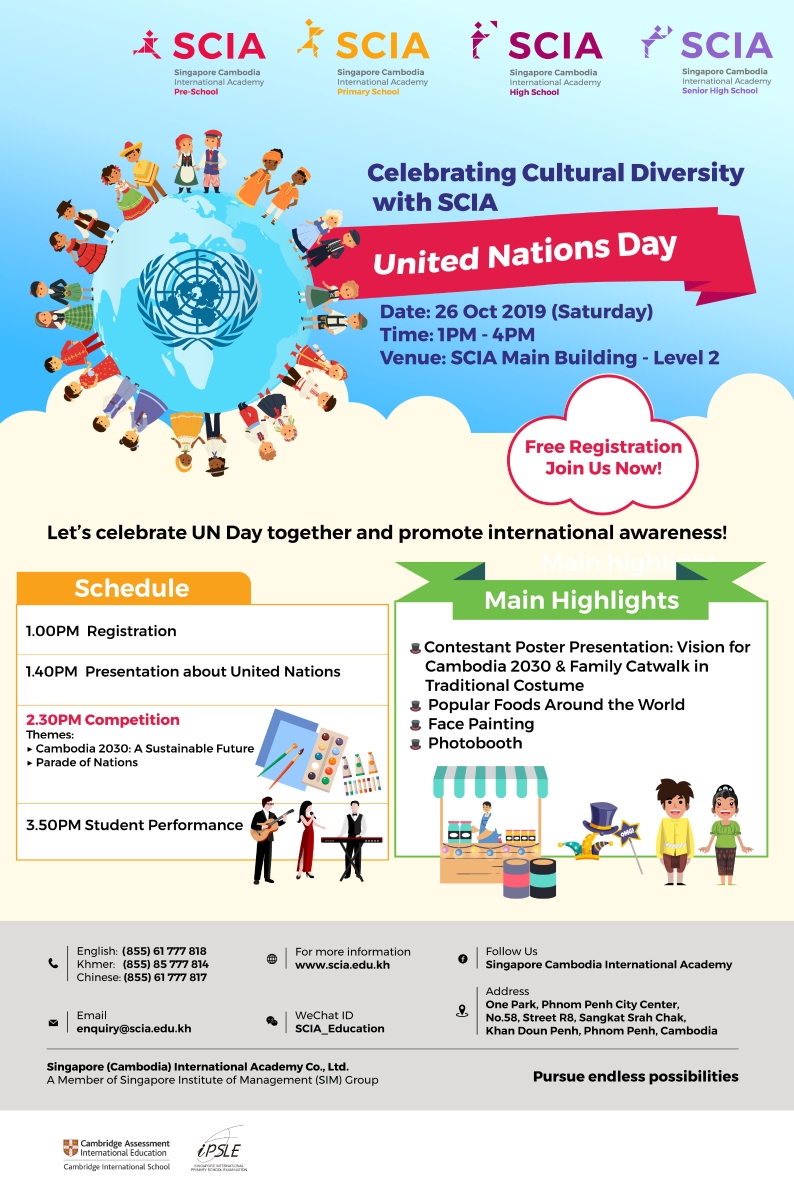 SCIA
Singapore Cambodia
International Academy
Pre-School
SCIA
Singapore Cambodia
International Academy
Primary School
SCIA
Singapore Cambodia
International Academy
High School
SCIA
Singapore Cambodia
International Academy
Senior High School
Celebrating Cultural Diversity
with SCIA
United Nations Day
Date: 26 Oct 2019 (Saturday)
Time: 1PM - 4PM
Venue: SCIA Main Building - Level 2
Free Registration
Join Us Now!
Let's celebrate UN Day together and promote international awareness!
Schedule
1.00PM Registration
1.40PM Presentation about United Nations
2.30PM Competition
Themes:
▸ Cambodia 2030: A Sustainable Future
▸ Parade of Nations
3.50PM Student Performance
Main highlight
Main Highlights
Contestant Poster Presentation: Vision for
Cambodia 2030 & Family Catwalk in
Traditional Costume
Popular Foods Around the World
Face Painting
Photobooth
OMG!
English: (855) 61 777 818
Khmer: (855) 85 777 814
Chinese: (855) 61 777 817
Email
enquiry@scia.edu.kh
For more information
www.scia.edu.kh
WeChat ID
SCIA_Education
Follow Us
Singapore Cambodia International Academy
Address
One Park, Phnom Penh City Center,
No.58, Street R8, Sangkat Srah Chak,
Khan Doun Penh, Phnom Penh, Cambodia
Singapore (Cambodia) International Academy Co., Ltd.
A Member of Singapore Institute of Management (SIM) Group
Pursue endless possibilities
Cambridge Assessment
International Education
Cambridge International School
iPSLE
SINGAPORE INTERNATIONAL
PRIMARY SCHOOL EXAMINATION